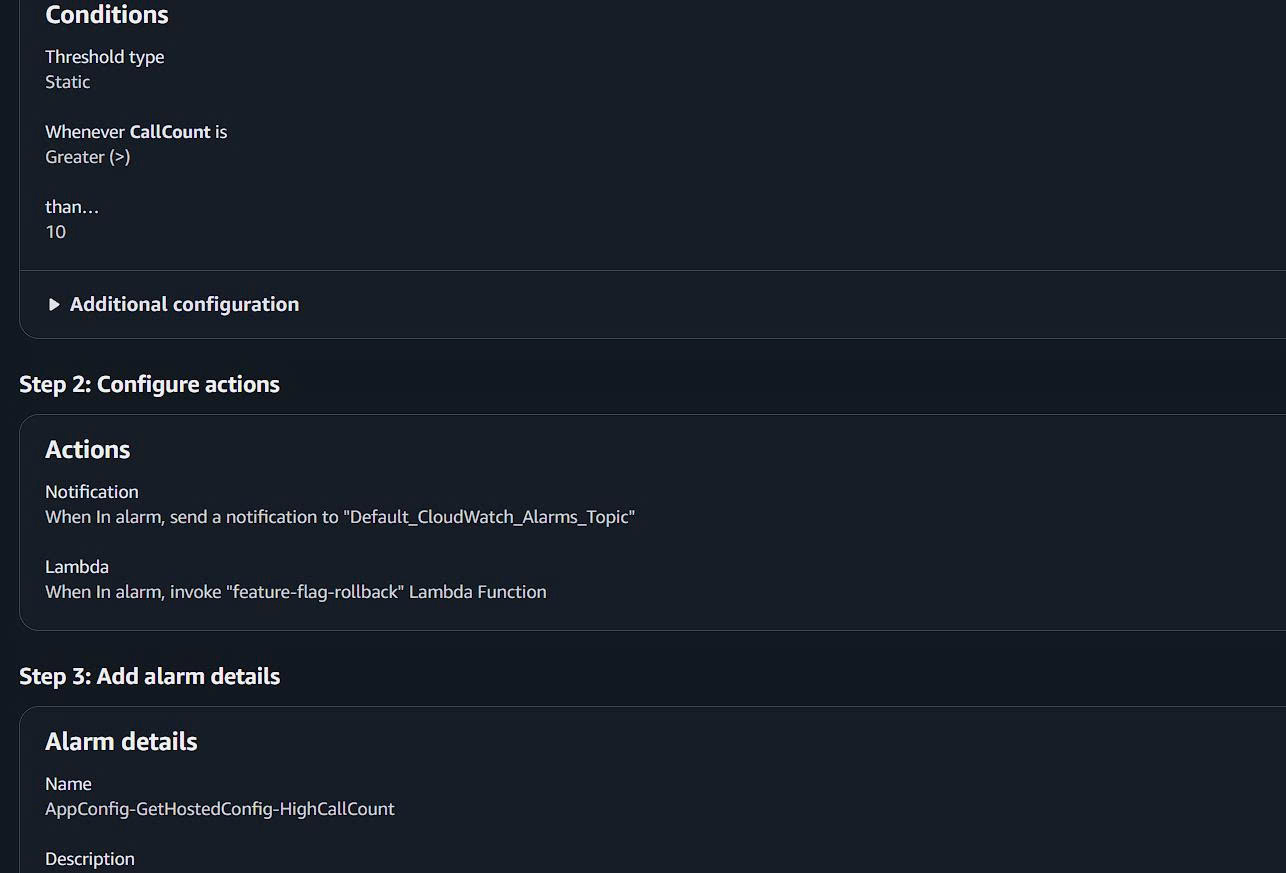 Conditions
Threshold type
Static
Whenever CallCount is
Greater (>)
than...
10
Additional configuration
Step 2: Configure actions
Actions
Notification
When In alarm, send a notification to "Default_CloudWatch_Alarms_Topic"
Lambda
When In alarm, invoke "feature-flag-rollback" Lambda Function
Step 3: Add alarm details
Alarm details
Name
AppConfig-GetHostedConfig-HighCallCount
Description